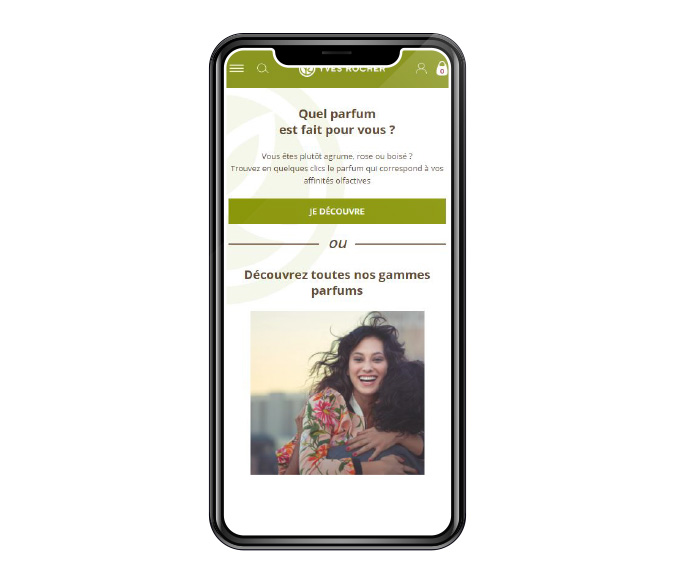 YVES ROCHER
0
Quel parfum
est fait pour vous ?
Vous êtes plutôt agrume, rose ou boisé ?
Trouvez en quelques clics le parfum qui correspond à vos
affinités olfactives
JE DÉCOUVRE
ou
Découvrez toutes nos gammes
parfums